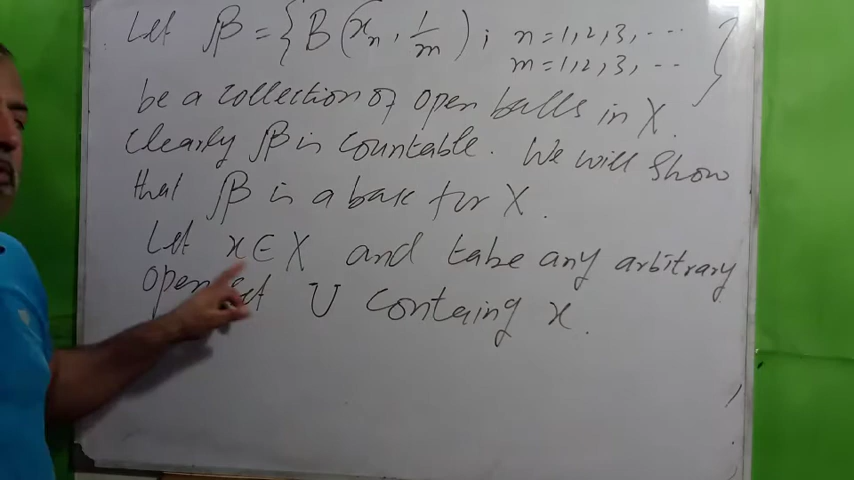 Let 𝔅 = { B(xₙ, 1/m) ; n = 1, 2, 3, ...
m = 1, 2, 3, ... }
be a collection of open balls in X.
Clearly 𝔅 is countable. We will show
that 𝔅 is a base for X.
Let x ∈ X and take any arbitrary
open set U containg x.